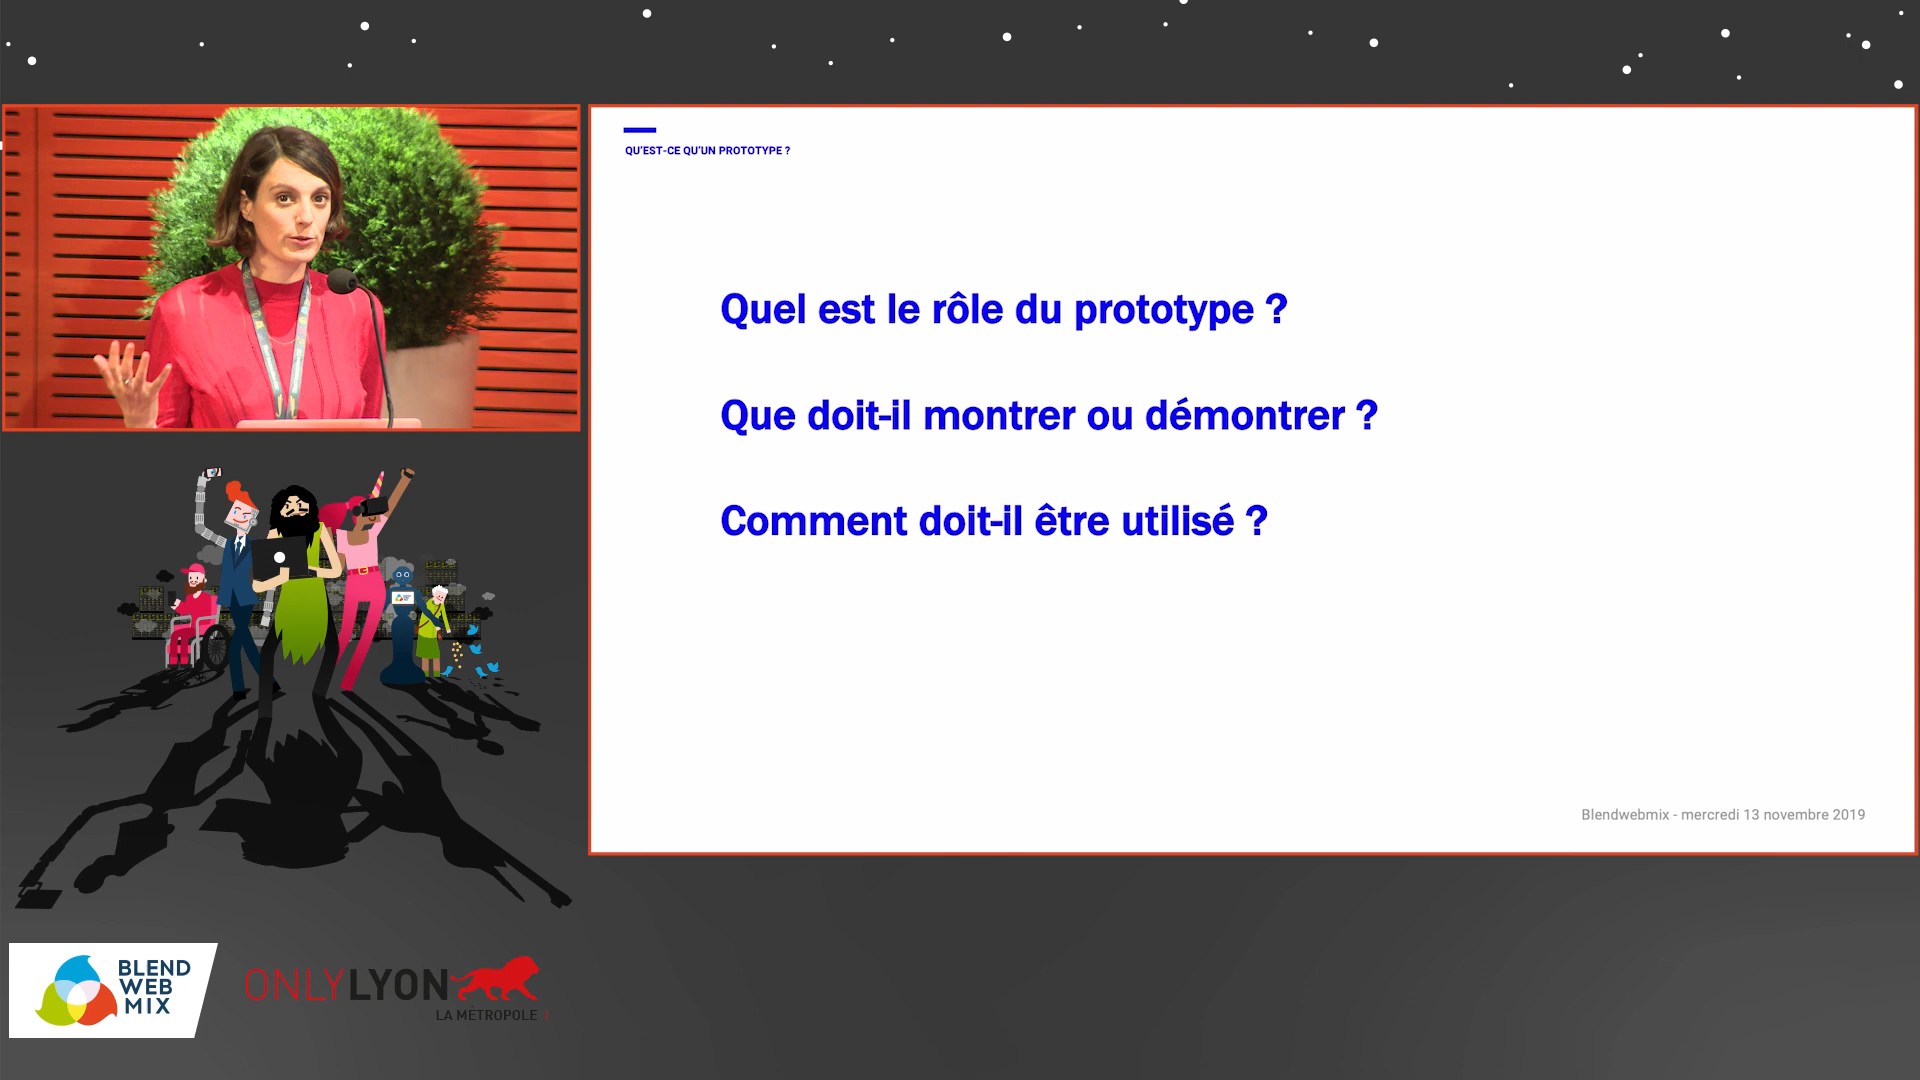 QU'EST-CE QU'UN PROTOTYPE ?
Quel est le rôle du prototype ?
Que doit-il montrer ou démontrer ?
Comment doit-il être utilisé ?
Blendwebmix - mercredi 13 novembre 2019
BLEND
WEB
MIX
ONLYLYON
LA MÉTROPOLE